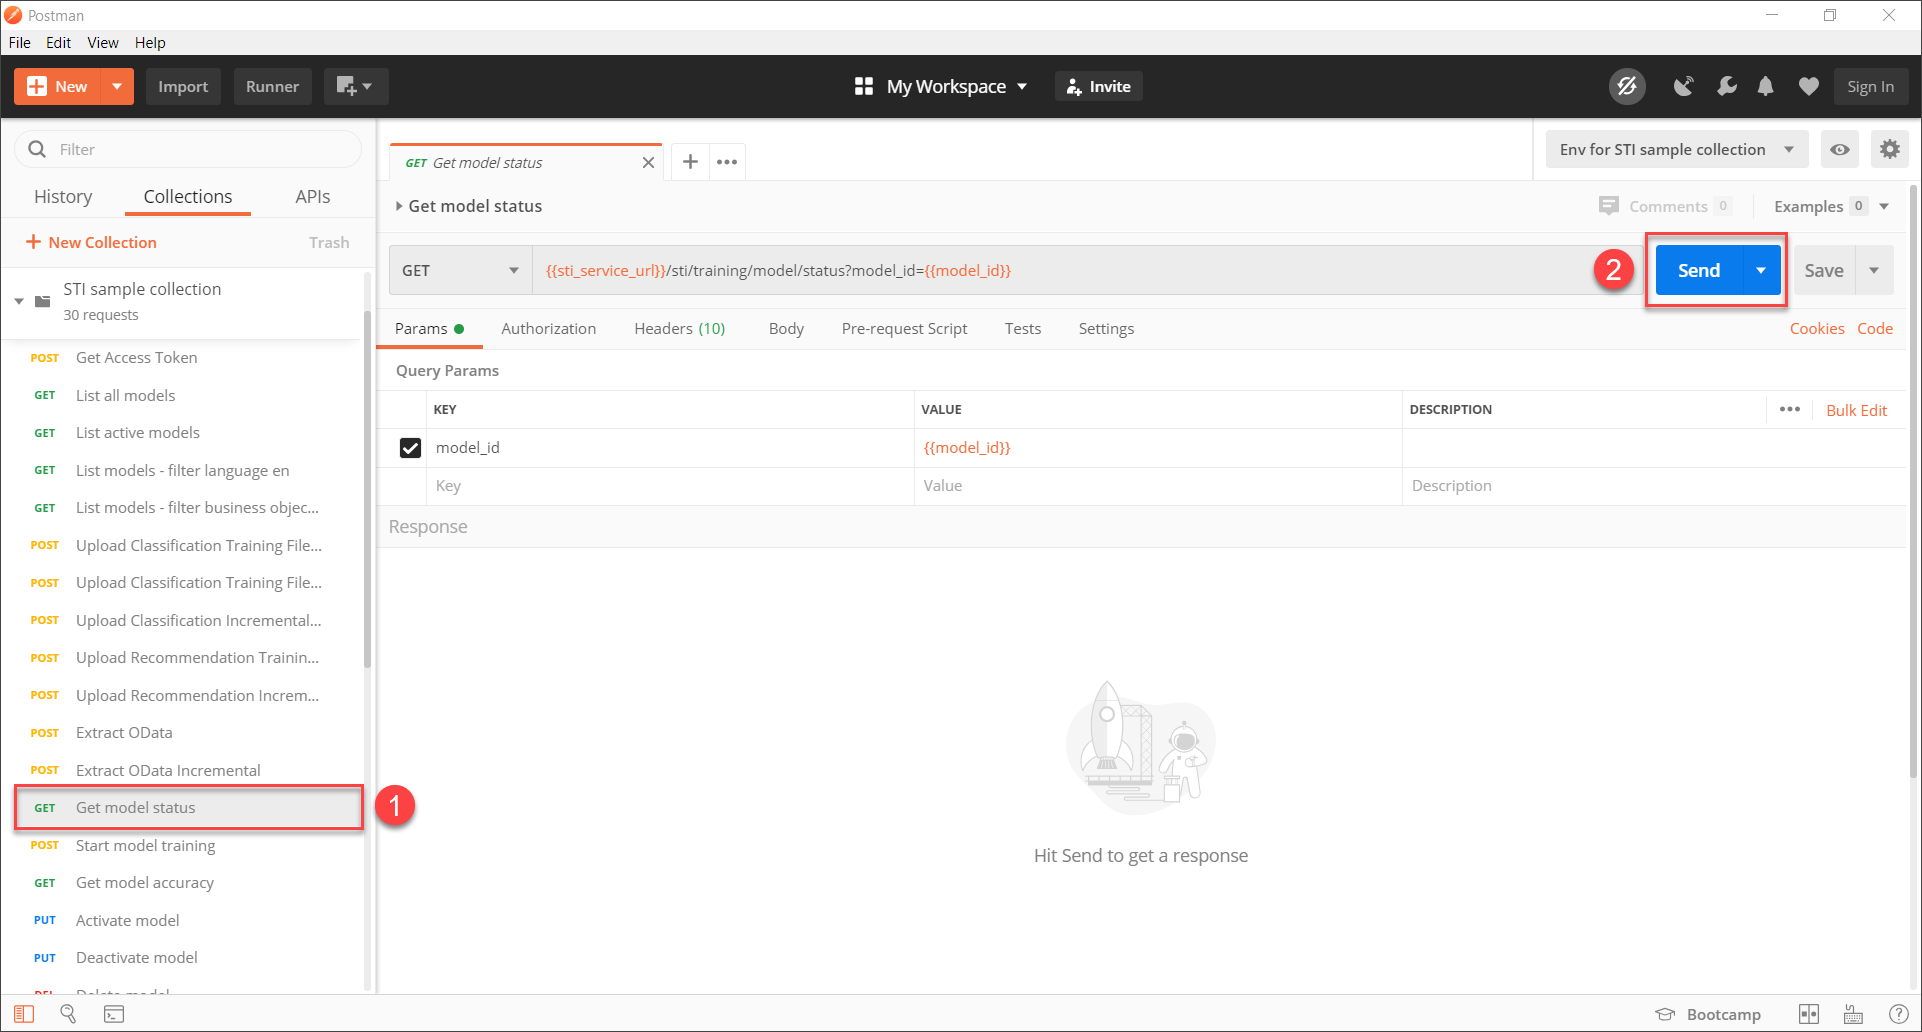 Postman
File Edit View Help
New Import Runner My Workspace Invite Sign In
Filter
History Collections APIs
+ New Collection Trash
STI sample collection
30 requests
POST Get Access Token
GET List all models
GET List active models
GET List models - filter language en
GET List models - filter business objec...
POST Upload Classification Training File...
POST Upload Classification Training File...
POST Upload Classification Incremental...
POST Upload Recommendation Trainin...
POST Upload Recommendation Increm...
POST Extract OData
POST Extract OData Incremental
GET Get model status
1
POST Start model training
GET Get model accuracy
PUT Activate model
PUT Deactivate model
DEL Delete model
GET Get model status
Env for STI sample collection
Get model status
Comments 0 Examples 0
GET {{sti_service_url}}/sti/training/model/status?model_id={{model_id}} 2 Send Save
Params Authorization Headers (10) Body Pre-request Script Tests Settings Cookies Code
Query Params
KEY VALUE DESCRIPTION Bulk Edit
model_id {{model_id}}
Key Value Description
Response
Hit Send to get a response
Bootcamp